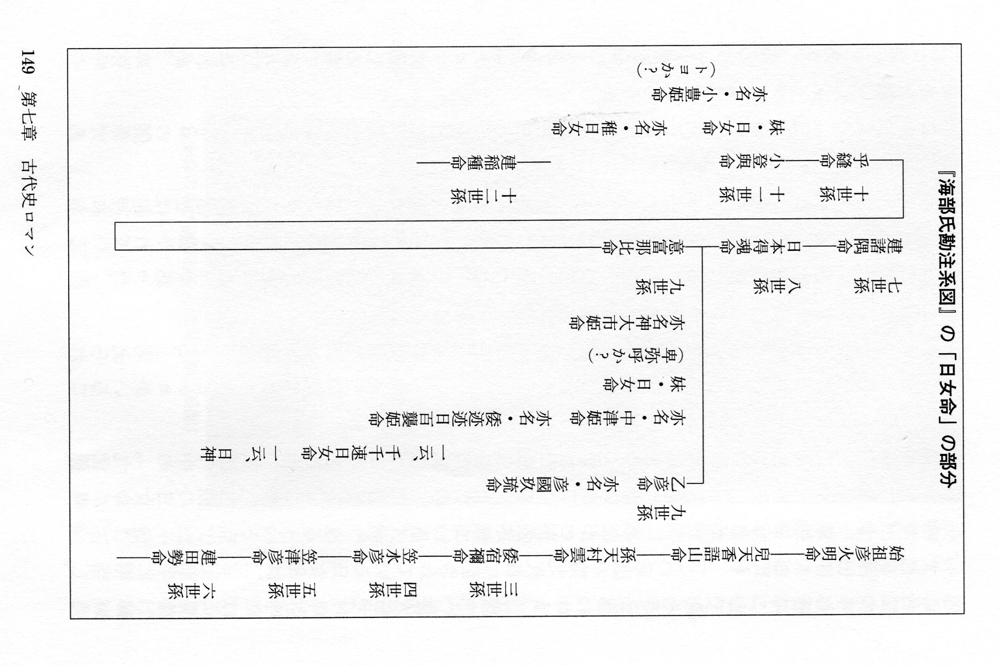 『海部氏勘注系図』の「日女命」の部分
三世孫 四世孫 五世孫 六世孫
始祖彦火明命 兒天香語山命 孫天村雲命 倭宿禰命 笠水彦命 笠津彦命 建田勢命
九世孫
乙彦命 亦名・彦國玖琉命
一云、千千速日女命 一云、日神
亦名・中津姫命 亦名・倭迹迹日百襲姫命
妹・日女命
（卑弥呼か？）
亦名神大市姫命
七世孫 八世孫 九世孫
建諸隅命 日本得魂命 意富那比命
十世孫 十一世孫 十二世孫
乎縫命 小登與命 建稲種命
妹・日女命 亦名・稚日女命
亦名・小豊姫命
（トヨか？）
149 第七章 古代史ロマン